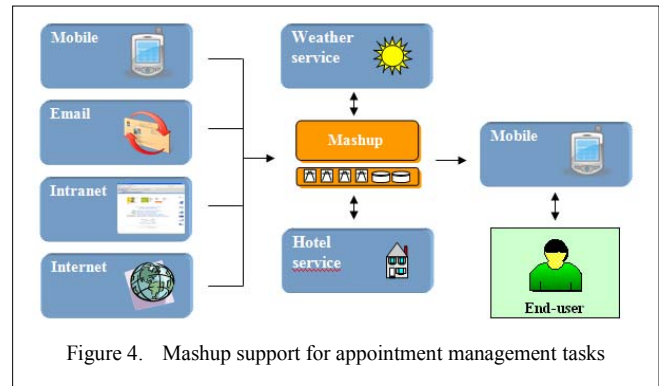 Mobile
Email
Intranet
Internet
Weather
service
Mashup
Hotel
service
Mobile
End-user
Figure 4. Mashup support for appointment management tasks